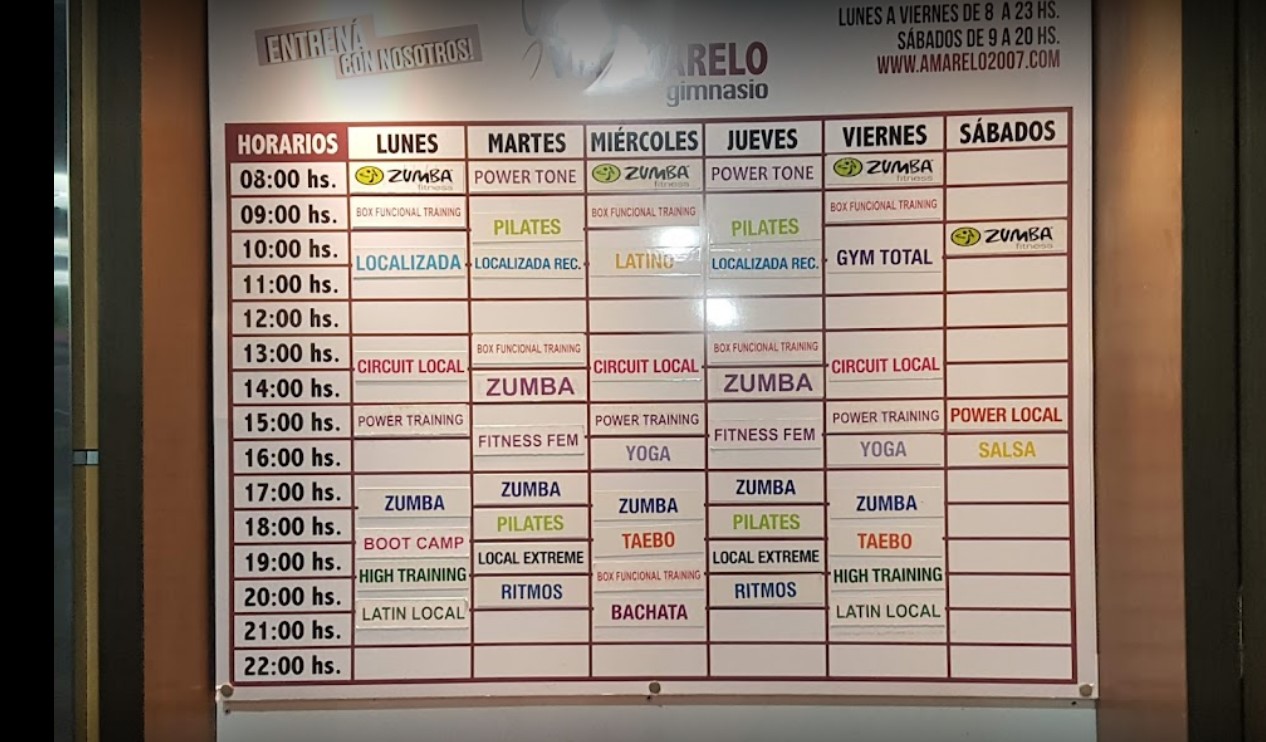 ENTRENÁ
CON NOSOTROS!
ARELO
gimnasio
LUNES A VIERNES DE 8 A 23 HS.
SÁBADOS DE 9 A 20 HS.
WWW.AMARELO2007.COM
HORARIOS LUNES MARTES MIÉRCOLES JUEVES VIERNES SÁBADOS
08:00 hs. ZUMBA fitness POWER TONE ZUMBA fitness POWER TONE ZUMBA fitness
09:00 hs. BOX FUNCIONAL TRAINING PILATES BOX FUNCIONAL TRAINING PILATES BOX FUNCIONAL TRAINING
10:00 hs. LOCALIZADA LOCALIZADA REC. LATINO LOCALIZADA REC. GYM TOTAL ZUMBA fitness
11:00 hs.
12:00 hs.
13:00 hs. CIRCUIT LOCAL BOX FUNCIONAL TRAINING CIRCUIT LOCAL BOX FUNCIONAL TRAINING CIRCUIT LOCAL
14:00 hs. ZUMBA ZUMBA
15:00 hs. POWER TRAINING FITNESS FEM POWER TRAINING FITNESS FEM POWER TRAINING POWER LOCAL
16:00 hs. YOGA YOGA SALSA
17:00 hs. ZUMBA ZUMBA ZUMBA ZUMBA ZUMBA
18:00 hs. BOOT CAMP PILATES TAEBO PILATES TAEBO
19:00 hs. HIGH TRAINING LOCAL EXTREME BOX FUNCIONAL TRAINING LOCAL EXTREME HIGH TRAINING
20:00 hs. LATIN LOCAL RITMOS BACHATA RITMOS LATIN LOCAL
21:00 hs.
22:00 hs.